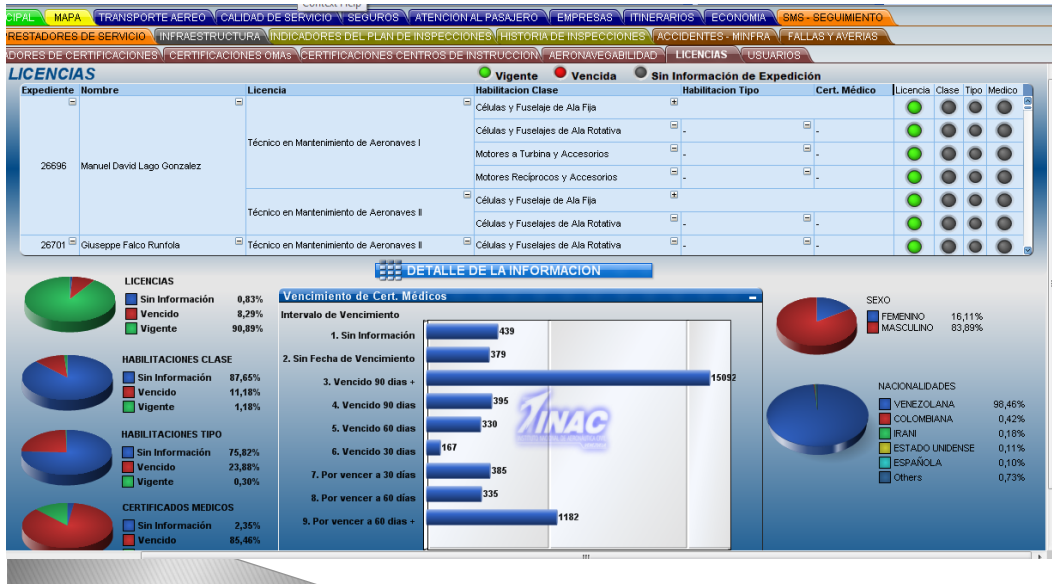 Context Help
CIPAL MAPA TRANSPORTE AEREO CALIDAD DE SERVICIO SEGUROS ATENCION AL PASAJERO EMPRESAS ITINERARIOS ECONOMIA SMS - SEGUIMIENTO
PRESTADORES DE SERVICIO INFRAESTRUCTURA INDICADORES DEL PLAN DE INSPECCIONES HISTORIA DE INSPECCIONES ACCIDENTES - MINFRA FALLAS Y AVERIAS
DORES DE CERTIFICACIONES CERTIFICACIONES OMAs CERTIFICACIONES CENTROS DE INSTRUCCION AERONAVEGABILIDAD LICENCIAS USUARIOS
LICENCIAS Vigente Vencida Sin Información de Expedición
Expediente Nombre Licencia Habilitacion Clase Habilitacion Tipo Cert. Médico Licencia Clase Tipo Medico
Células y Fuselaje de Ala Fija
Células y Fuselajes de Ala Rotativa - -
Técnico en Mantenimiento de Aeronaves I
Motores a Turbina y Accesorios - -
26696 Manuel David Lago Gonzalez
Motores Recíprocos y Accesorios - -
Células y Fuselaje de Ala Fija
Técnico en Mantenimiento de Aeronaves II
Células y Fuselajes de Ala Rotativa - -
26701 Giuseppe Falco Runfola Técnico en Mantenimiento de Aeronaves II Células y Fuselajes de Ala Rotativa - -
DETALLE DE LA INFORMACION
LICENCIAS
Sin Información 0,83%
Vencido 8,29%
Vigente 90,89%
HABILITACIONES CLASE
Sin Información 87,65%
Vencido 11,18%
Vigente 1,18%
HABILITACIONES TIPO
Sin Información 75,82%
Vencido 23,88%
Vigente 0,30%
CERTIFICADOS MEDICOS
Sin Información 2,35%
Vencido 85,46%
Vencimiento de Cert. Médicos
Intervalo de Vencimiento
1. Sin Información 439
2. Sin Fecha de Vencimiento 379
3. Vencido 90 dias + 15092
4. Vencido 90 dias 395
5. Vencido 60 dias 330
6. Vencido 30 dias 167
7. Por vencer a 30 dias 385
8. Por vencer a 60 dias 335
9. Por vencer a 60 dias + 1182
INAC
SEXO
FEMENINO 16,11%
MASCULINO 83,89%
NACIONALIDADES
VENEZOLANA 98,46%
COLOMBIANA 0,42%
IRANI 0,18%
ESTADO UNIDENSE 0,11%
ESPAÑOLA 0,10%
Others 0,73%